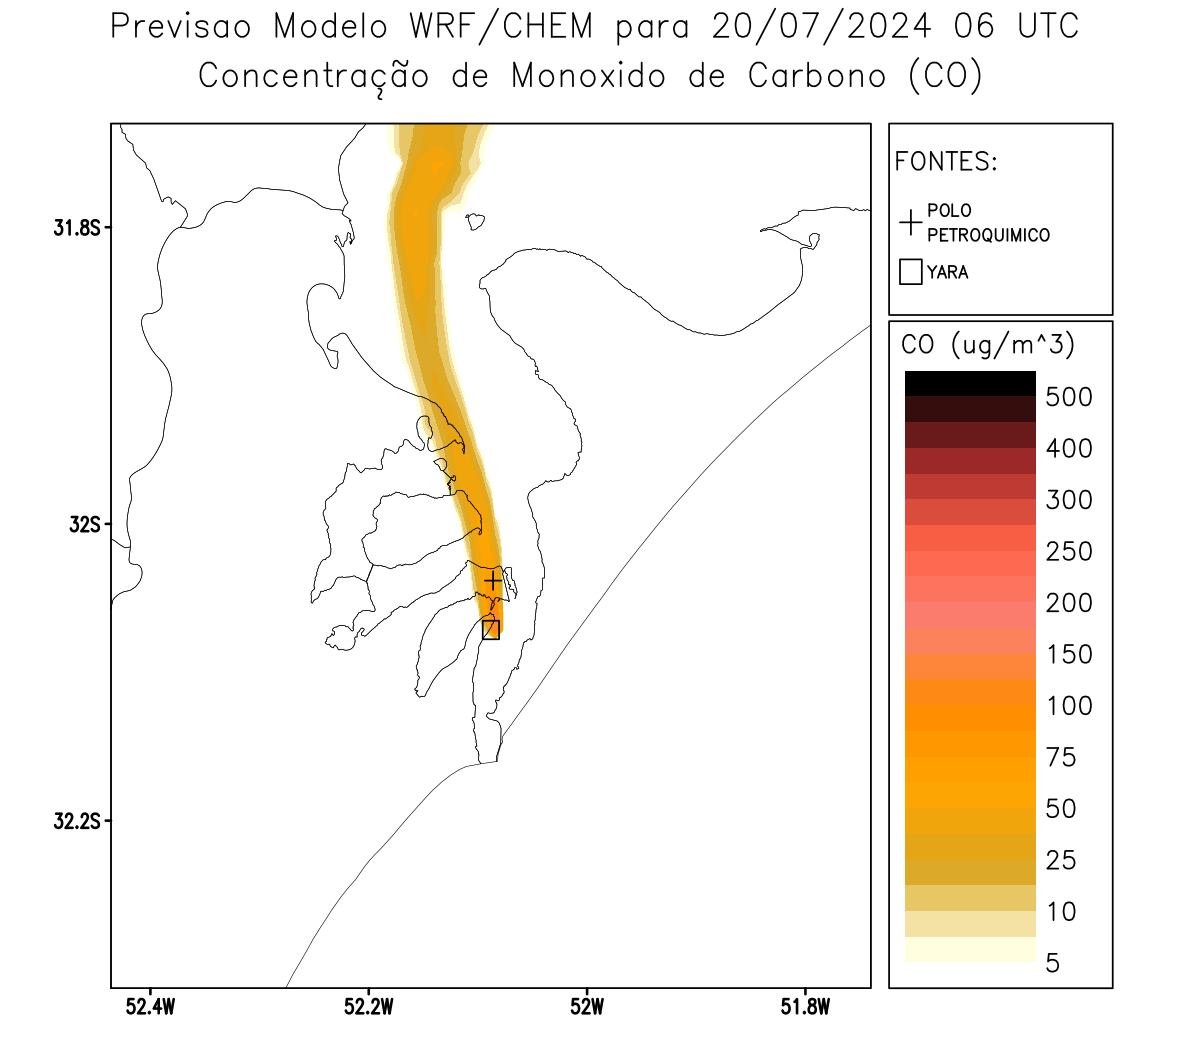 Previsao Modelo WRF/CHEM para 20/07/2024 06 UTC
Concentração de Monoxido de Carbono (CO)
FONTES:
POLO
PETROQUIMICO
YARA
CO (ug/m^3)
500
400
300
250
200
150
100
75
50
25
10
5
31.8S
32S
32.2S
52.4W
52.2W
52W
51.8W